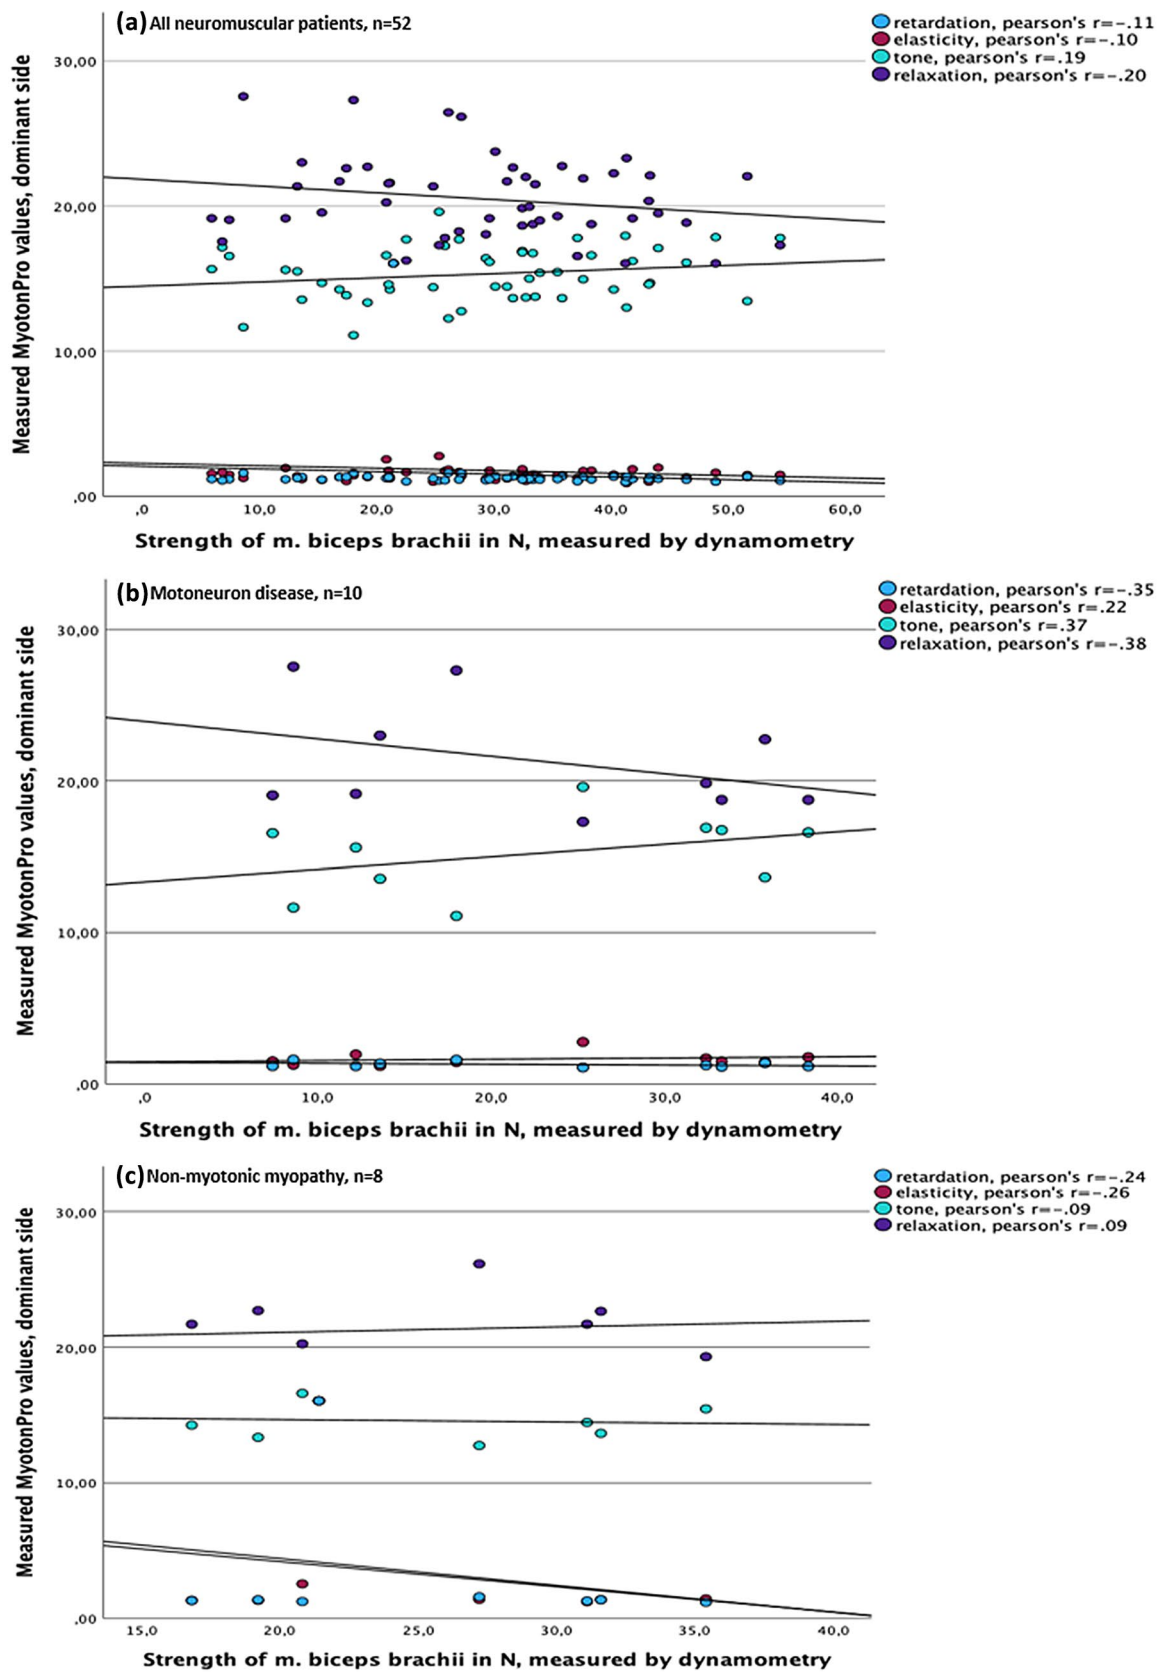 (a) All neuromuscular patients, n=52
retardation, pearson's r=-.11
elasticity, pearson's r=-.10
tone, pearson's r=.19
relaxation, pearson's r=-.20
Measured MyotonPro values, dominant side
30,00
20,00
10,00
,00
,0 10,0 20,0 30,0 40,0 50,0 60,0
Strength of m. biceps brachii in N, measured by dynamometry
(b) Motoneuron disease, n=10
retardation, pearson's r=-.35
elasticity, pearson's r=.22
tone, pearson's r=.37
relaxation, pearson's r=-.38
Measured MyotonPro values, dominant side
30,00
20,00
10,00
,00
,0 10,0 20,0 30,0 40,0
Strength of m. biceps brachii in N, measured by dynamometry
(c) Non-myotonic myopathy, n=8
retardation, pearson's r=-.24
elasticity, pearson's r=-.26
tone, pearson's r=-.09
relaxation, pearson's r=.09
Measured MyotonPro values, dominant side
30,00
20,00
10,00
,00
15,0 20,0 25,0 30,0 35,0 40,0
Strength of m. biceps brachii in N, measured by dynamometry